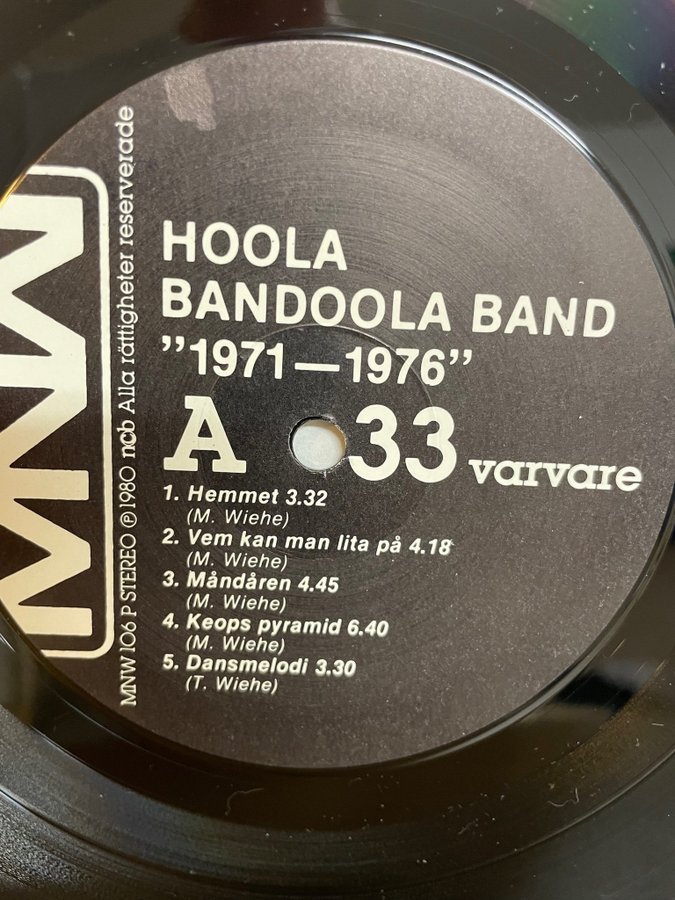 MNW
MNW 106 P STEREO ℗1980 ncb Alla rättigheter reserverade
HOOLA
BANDOOLA BAND
”1971—1976”
A 33 varvare
1. Hemmet 3.32
(M. Wiehe)
2. Vem kan man lita på 4.18
(M. Wiehe)
3. Måndåren 4.45
(M. Wiehe)
4. Keops pyramid 6.40
(M. Wiehe)
5. Dansmelodi 3.30
(T. Wiehe)